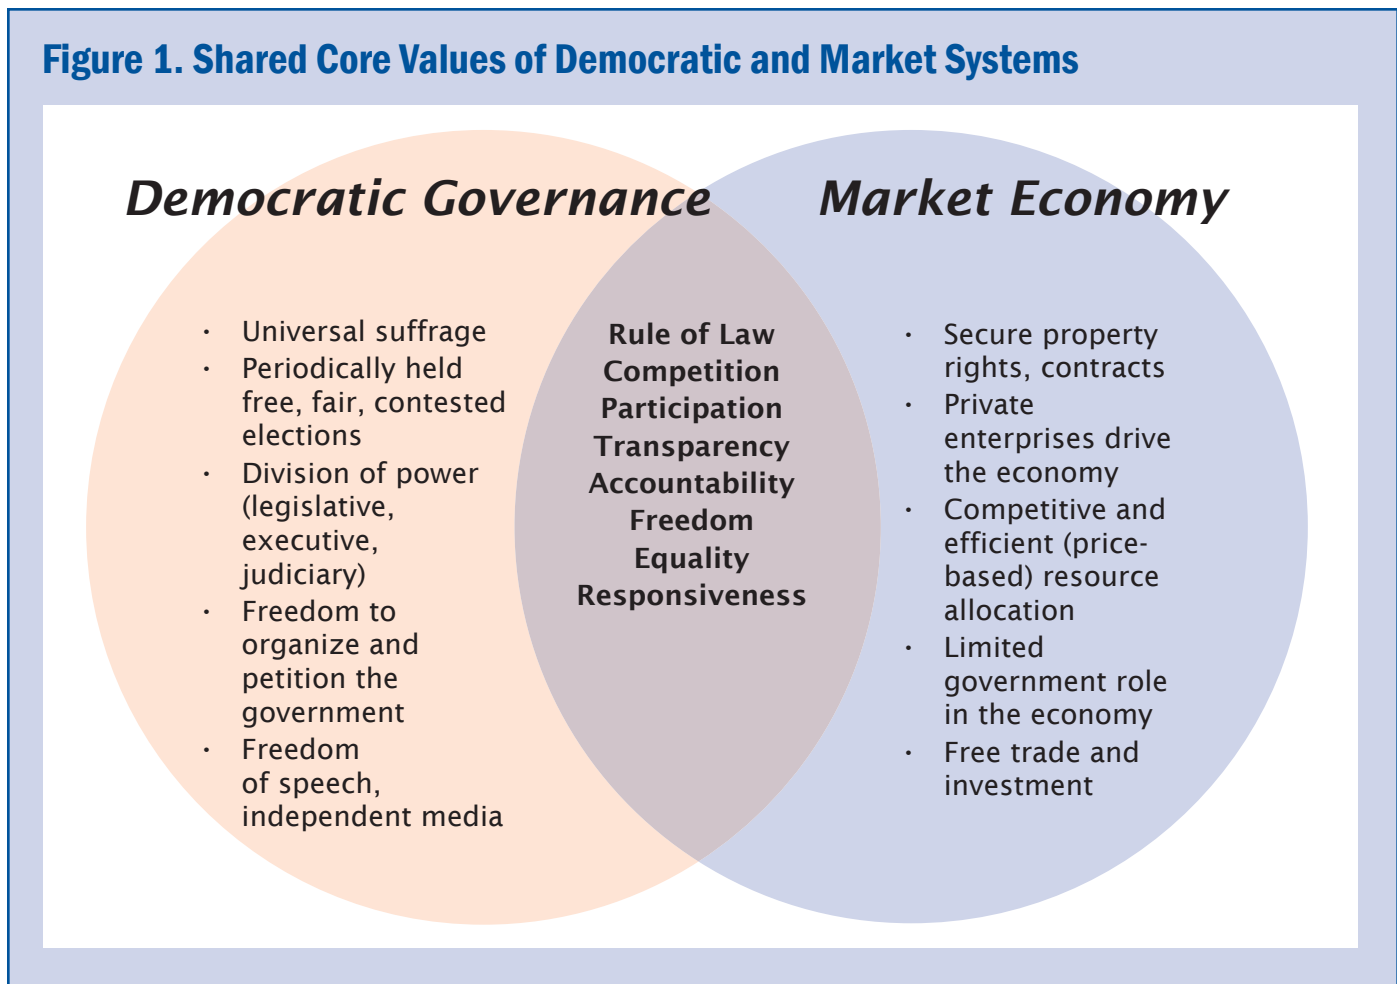 Figure 1. Shared Core Values of Democratic and Market Systems
Democratic Governance
Market Economy
· Universal suffrage
· Periodically held
free, fair, contested
elections
· Division of power
(legislative,
executive,
judiciary)
· Freedom to
organize and
petition the
government
· Freedom
of speech,
independent media
Rule of Law
Competition
Participation
Transparency
Accountability
Freedom
Equality
Responsiveness
· Secure property
rights, contracts
· Private
enterprises drive
the economy
· Competitive and
efficient (price-
based) resource
allocation
· Limited
government role
in the economy
· Free trade and
investment